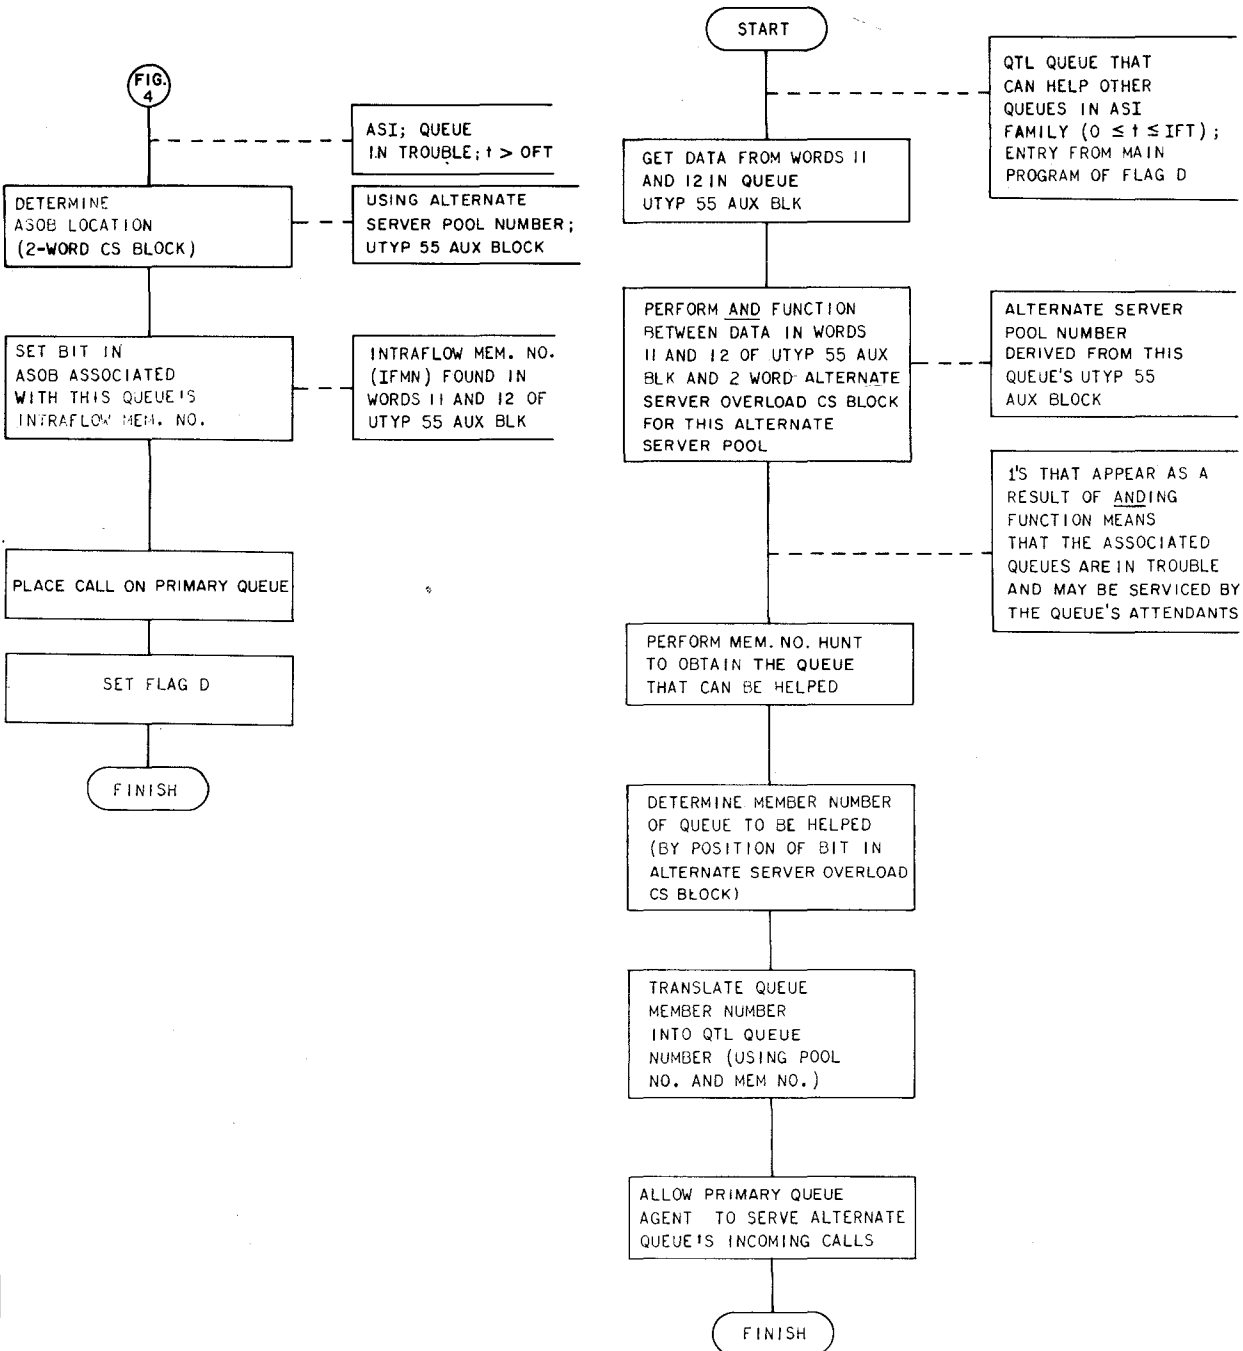 FIG.
4
ASI; QUEUE
IN TROUBLE; t > OFT
DETERMINE
ASOB LOCATION
(2-WORD CS BLOCK)
USING ALTERNATE
SERVER POOL NUMBER;
UTYP 55 AUX BLOCK
SET BIT IN
ASOB ASSOCIATED
WITH THIS QUEUE'S
INTRAFLOW MEM. NO.
INTRAFLOW MEM. NO.
(IFMN) FOUND IN
WORDS 11 AND 12 OF
UTYP 55 AUX BLK
PLACE CALL ON PRIMARY QUEUE
SET FLAG D
FINISH
START
QTL QUEUE THAT
CAN HELP OTHER
QUEUES IN ASI
FAMILY (0 ≤ t ≤ IFT);
ENTRY FROM MAIN
PROGRAM OF FLAG D
GET DATA FROM WORDS 11
AND 12 IN QUEUE
UTYP 55 AUX BLK
PERFORM AND FUNCTION
BETWEEN DATA IN WORDS
11 AND 12 OF UTYP 55 AUX
BLK AND 2 WORD ALTERNATE
SERVER OVERLOAD CS BLOCK
FOR THIS ALTERNATE
SERVER POOL
ALTERNATE SERVER
POOL NUMBER
DERIVED FROM THIS
QUEUE'S UTYP 55
AUX BLOCK
1'S THAT APPEAR AS A
RESULT OF ANDING
FUNCTION MEANS
THAT THE ASSOCIATED
QUEUES ARE IN TROUBLE
AND MAY BE SERVICED BY
THE QUEUE'S ATTENDANTS
PERFORM MEM. NO. HUNT
TO OBTAIN THE QUEUE
THAT CAN BE HELPED
DETERMINE MEMBER NUMBER
OF QUEUE TO BE HELPED
(BY POSITION OF BIT IN
ALTERNATE SERVER OVERLOAD
CS BLOCK)
TRANSLATE QUEUE
MEMBER NUMBER
INTO QTL QUEUE
NUMBER (USING POOL
NO. AND MEM NO.)
ALLOW PRIMARY QUEUE
AGENT TO SERVE ALTERNATE
QUEUE'S INCOMING CALLS
FINISH